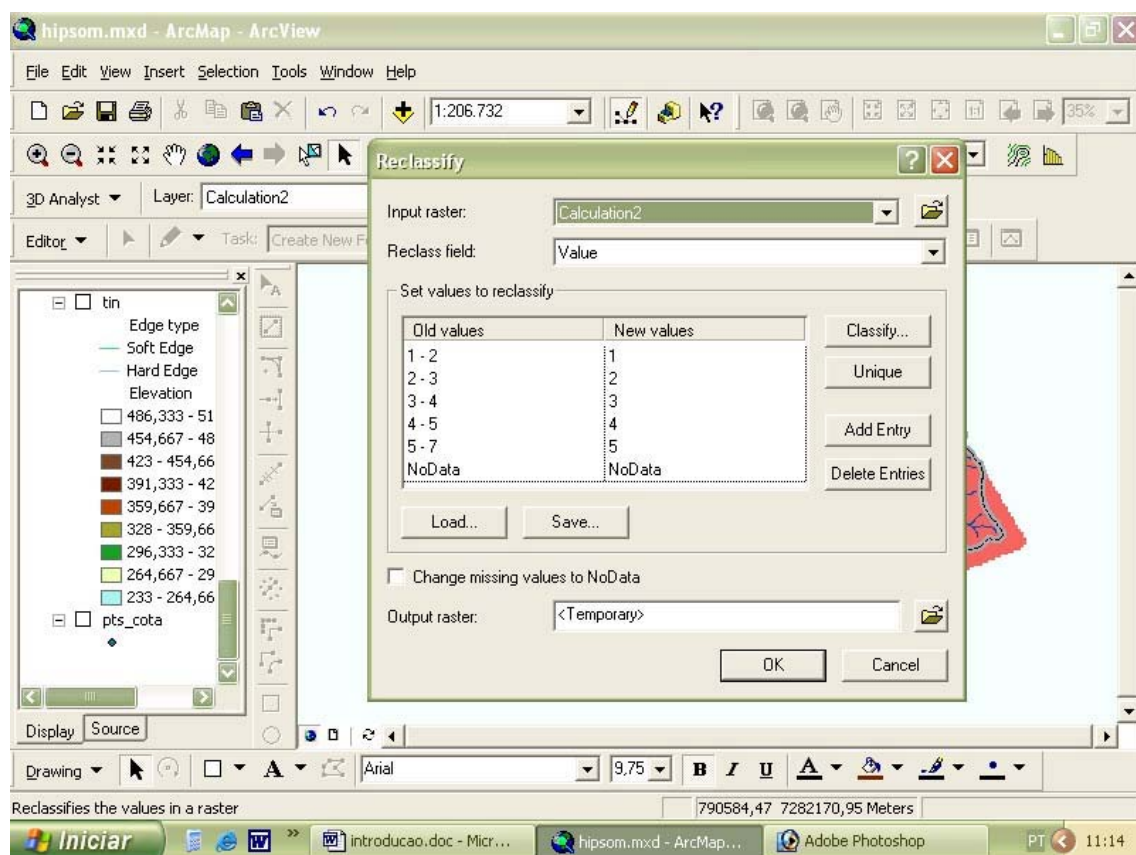 hipsom.mxd - ArcMap - ArcView
File Edit View Insert Selection Tools Window Help
1:206.732
35%
3D Analyst
Layer: Calculation2
Editor
Task: Create New F
tin
Edge type
Soft Edge
Hard Edge
Elevation
486,333 - 51
454,667 - 48
423 - 454,66
391,333 - 42
359,667 - 39
328 - 359,66
296,333 - 32
264,667 - 29
233 - 264,66
pts_cota
Display Source
Reclassify
Input raster: Calculation2
Reclass field: Value
Set values to reclassify
Old values New values
1 - 2 1
2 - 3 2
3 - 4 3
4 - 5 4
5 - 7 5
NoData NoData
Classify...
Unique
Add Entry
Delete Entries
Load... Save...
Change missing values to NoData
Output raster: <Temporary>
OK Cancel
Drawing A Arial 9,75 B I U A
Reclassifies the values in a raster 790584,47 7282170,95 Meters
Iniciar introducao.doc - Micr... hipsom.mxd - ArcMap... Adobe Photoshop PT 11:14